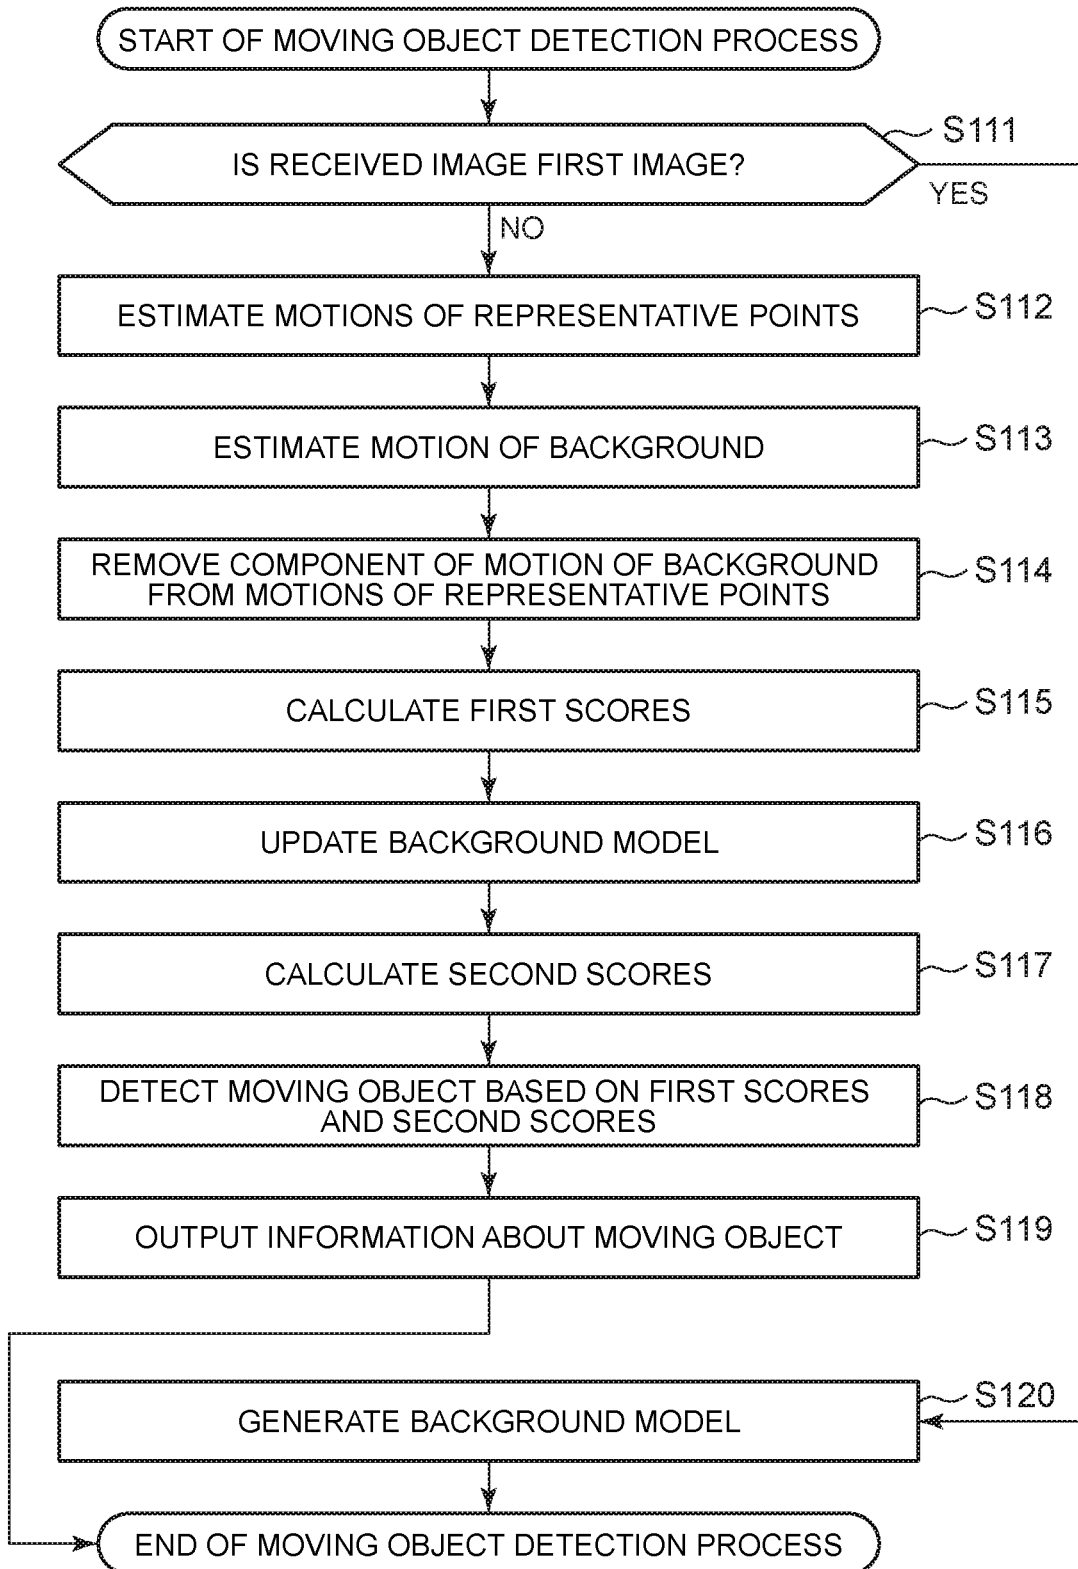 START OF MOVING OBJECT DETECTION PROCESS
S111
IS RECEIVED IMAGE FIRST IMAGE?
YES
NO
S112
ESTIMATE MOTIONS OF REPRESENTATIVE POINTS
S113
ESTIMATE MOTION OF BACKGROUND
S114
REMOVE COMPONENT OF MOTION OF BACKGROUND
FROM MOTIONS OF REPRESENTATIVE POINTS
S115
CALCULATE FIRST SCORES
S116
UPDATE BACKGROUND MODEL
S117
CALCULATE SECOND SCORES
S118
DETECT MOVING OBJECT BASED ON FIRST SCORES
AND SECOND SCORES
S119
OUTPUT INFORMATION ABOUT MOVING OBJECT
S120
GENERATE BACKGROUND MODEL
END OF MOVING OBJECT DETECTION PROCESS